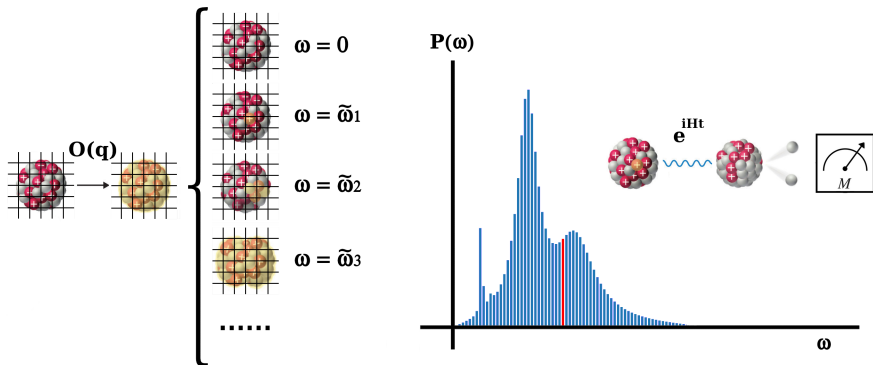 O(q)
ω = 0
ω = ω̃1
ω = ω̃2
ω = ω̃3
......
P(ω)
e^iHt
M
ω